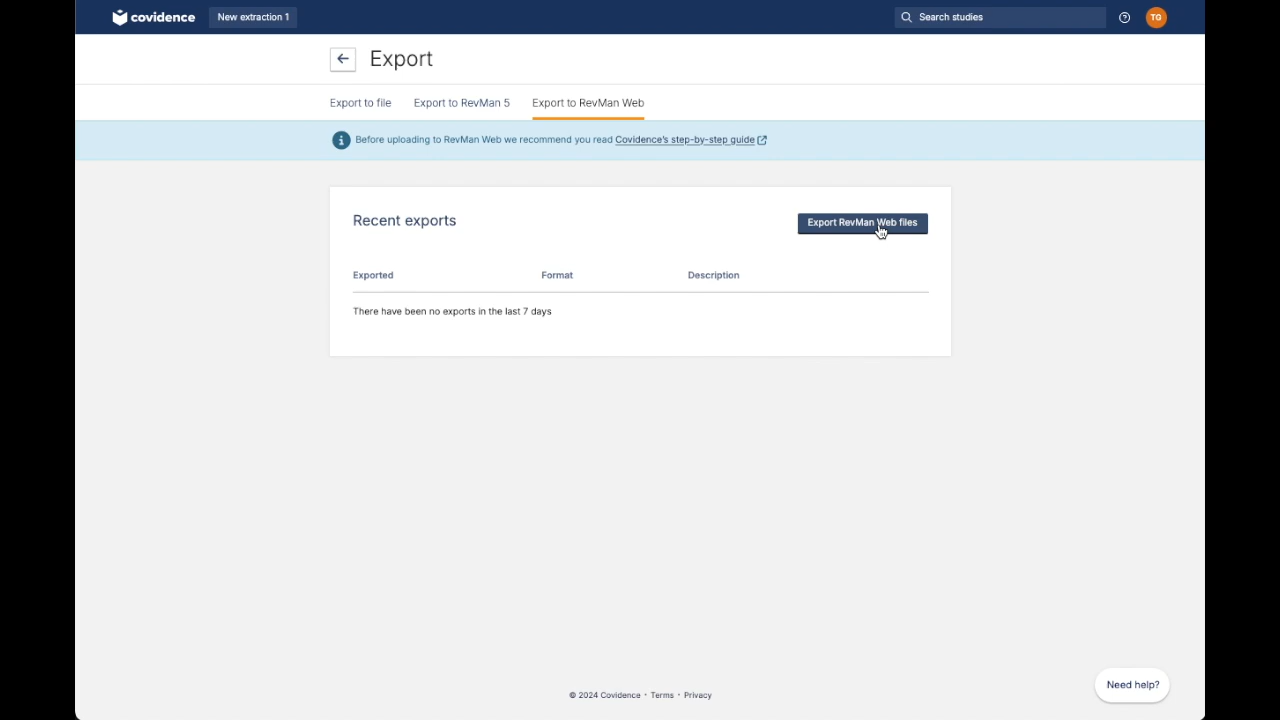 covidence New extraction 1 Search studies TG
Export
Export to file Export to RevMan 5 Export to RevMan Web
Before uploading to RevMan Web we recommend you read Covidence's step-by-step guide
Recent exports Export RevMan Web files
Exported Format Description
There have been no exports in the last 7 days
© 2024 Covidence · Terms · Privacy
Need help?